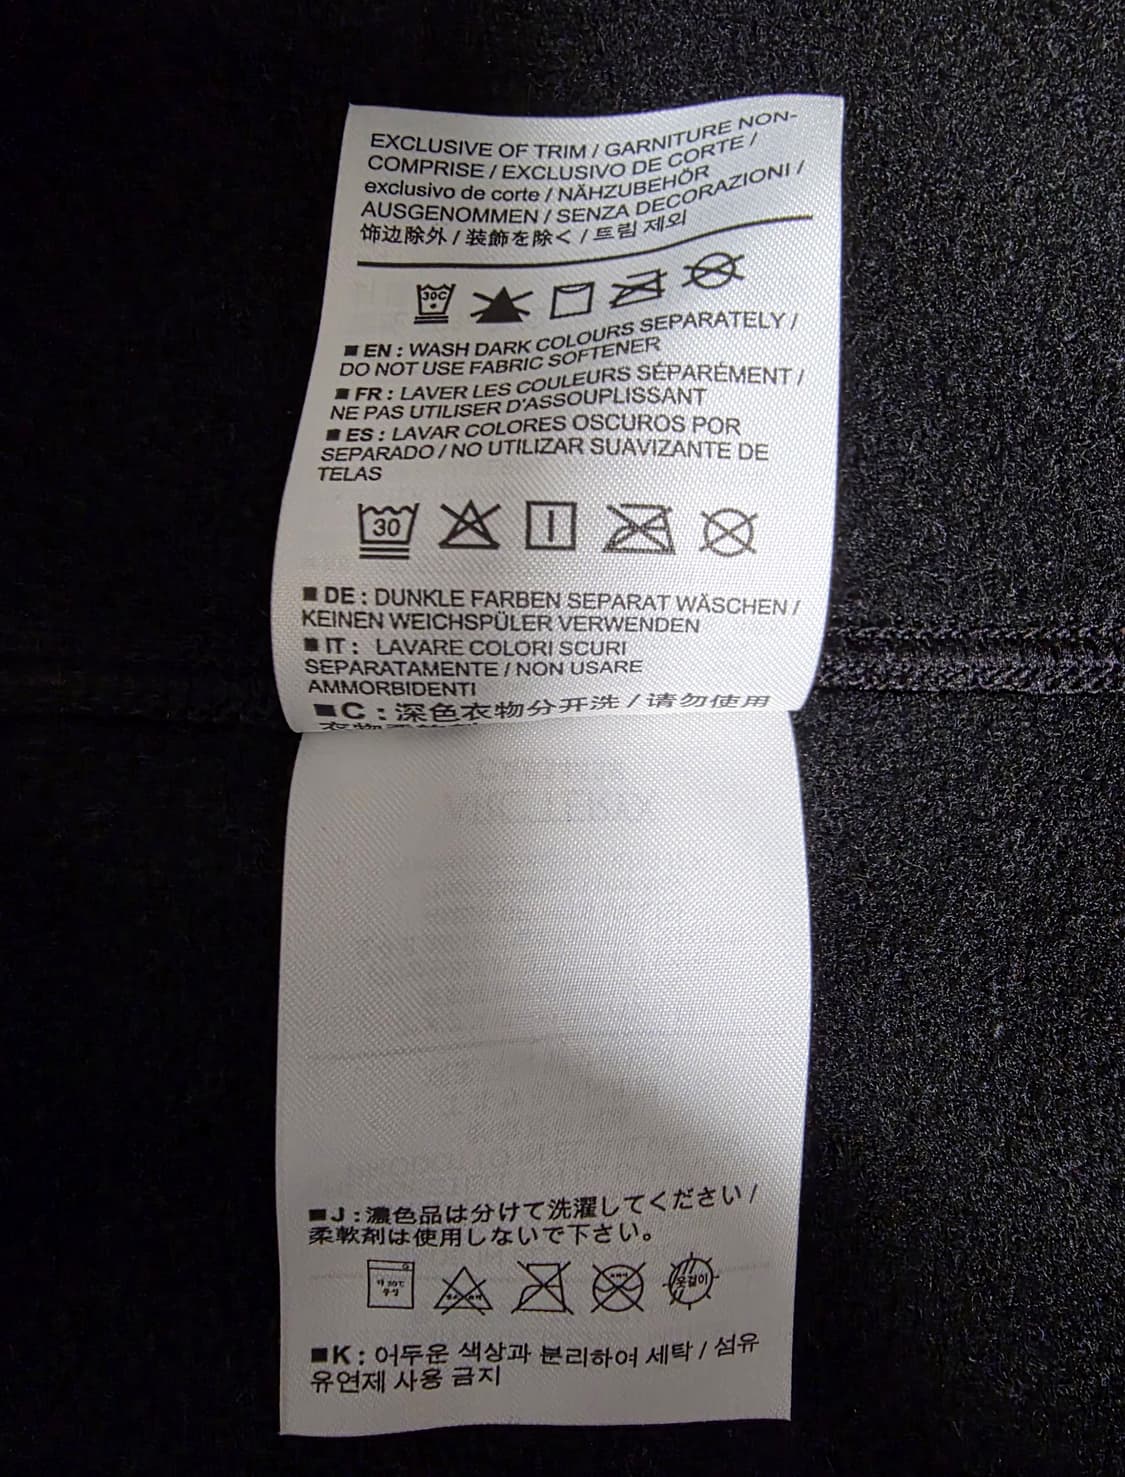 EXCLUSIVE OF TRIM / GARNITURE NON-
COMPRISE / EXCLUSIVO DE CORTE /
exclusivo de corte / NÄHZUBEHÖR
AUSGENOMMEN / SENZA DECORAZIONI /
饰边除外 / 装飾を除く / 트림 제외
30C
■ EN : WASH DARK COLOURS SEPARATELY /
DO NOT USE FABRIC SOFTENER
■ FR : LAVER LES COULEURS SÉPARÉMENT /
NE PAS UTILISER D'ASSOUPLISSANT
■ ES : LAVAR COLORES OSCUROS POR
SEPARADO / NO UTILIZAR SUAVIZANTE DE
TELAS
30
■ DE : DUNKLE FARBEN SEPARAT WÄSCHEN /
KEINEN WEICHSPÜLER VERWENDEN
■ IT : LAVARE COLORI SCURI
SEPARATAMENTE / NON USARE
AMMORBIDENTI
■C : 深色衣物分开洗 / 请勿使用
衣物
■J : 濃色品は分けて洗濯してください /
柔軟剤は使用しないで下さい。
옷걸이
■K : 어두운 색상과 분리하여 세탁 / 섬유
유연제 사용 금지